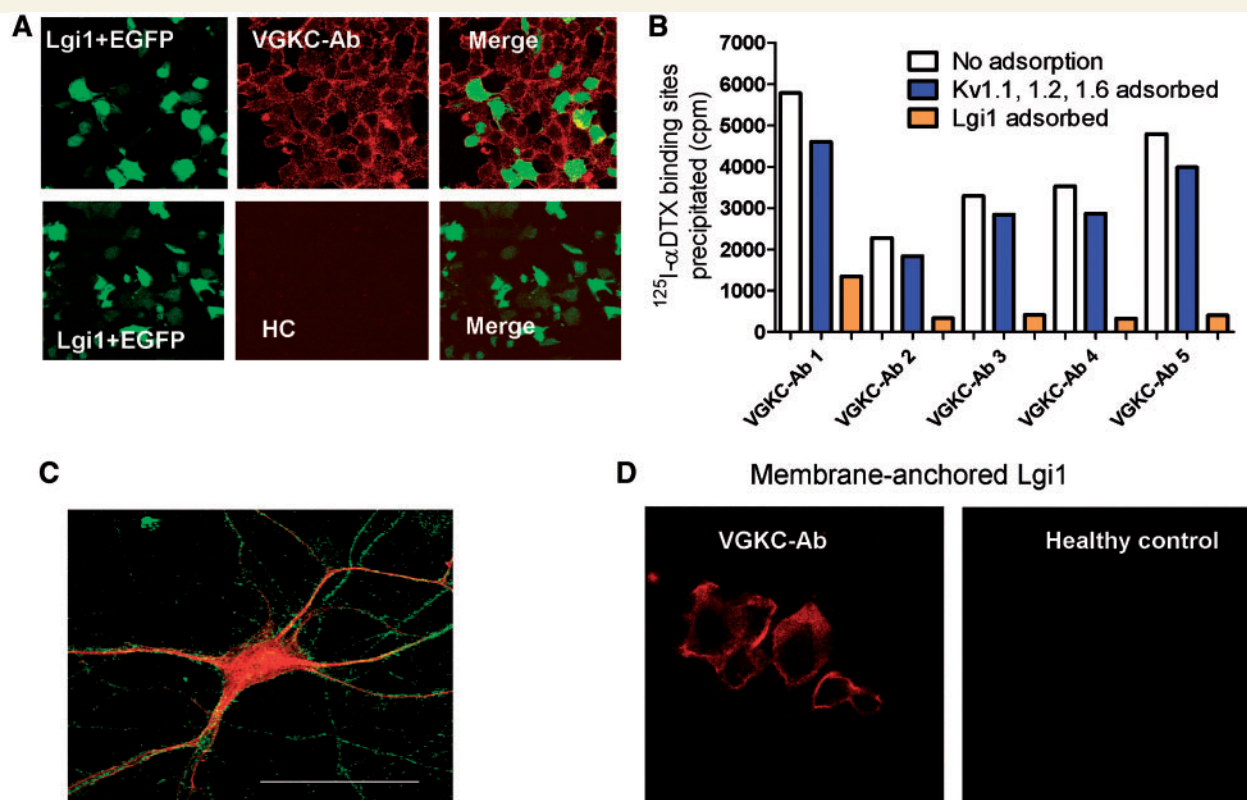 A
Lgi1+EGFP
VGKC-Ab
Merge
Lgi1+EGFP
HC
Merge
B
7000
6000
5000
4000
3000
2000
1000
0
¹²⁵I-αDTX binding sites
precipitated (cpm)
No adsorption
Kv1.1, 1.2, 1.6 adsorbed
Lgi1 adsorbed
VGKC-Ab 1
VGKC-Ab 2
VGKC-Ab 3
VGKC-Ab 4
VGKC-Ab 5
C
D
Membrane-anchored Lgi1
VGKC-Ab
Healthy control